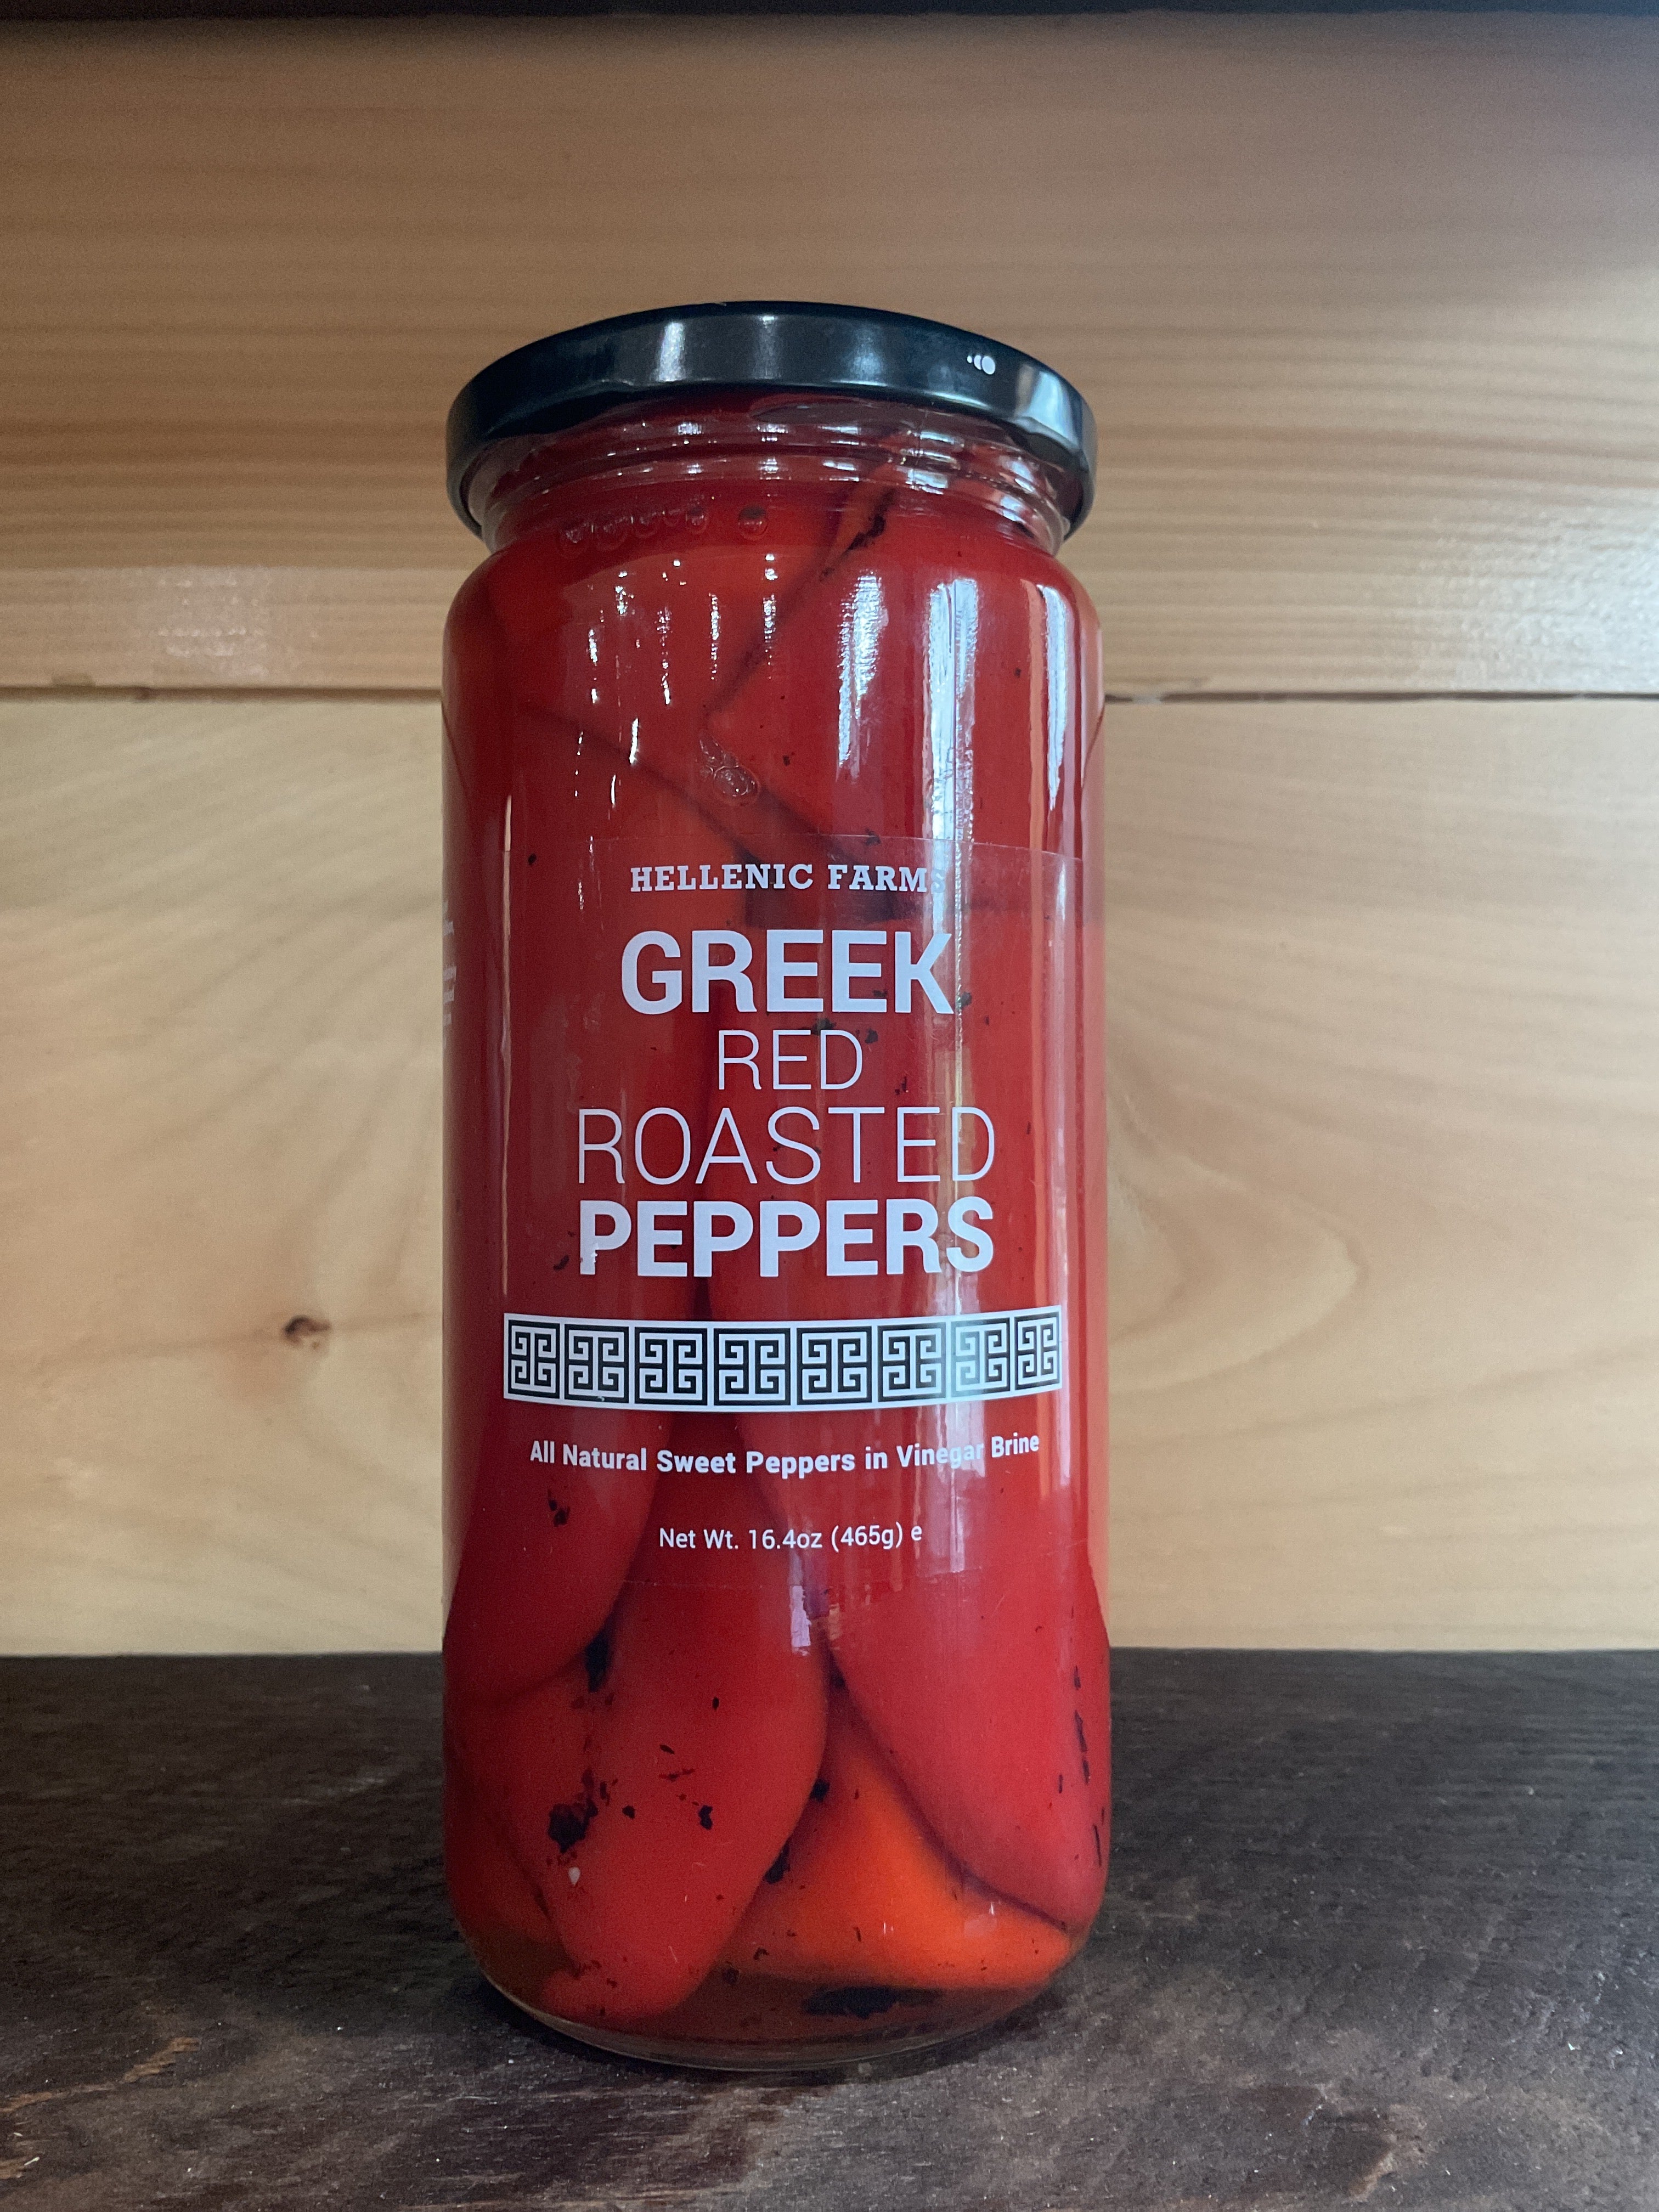 HELLENIC FARMS
GREEK
RED
ROASTED
PEPPERS
All Natural Sweet Peppers in Vinegar Brine
Net Wt. 16.4oz (465g) e